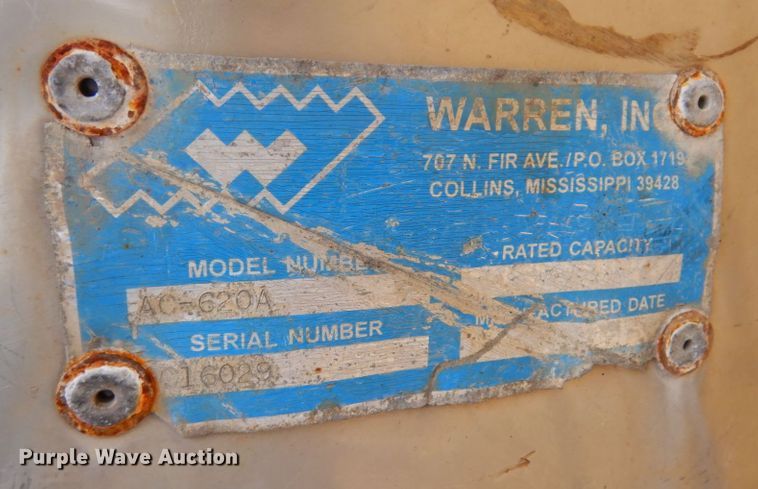 WARREN, INC
707 N. FIR AVE./P.O. BOX 1719
COLLINS, MISSISSIPPI 39428
MODEL NUMBER
AC-620A
SERIAL NUMBER
16029
RATED CAPACITY
MANUFACTURED DATE
Purple Wave Auction